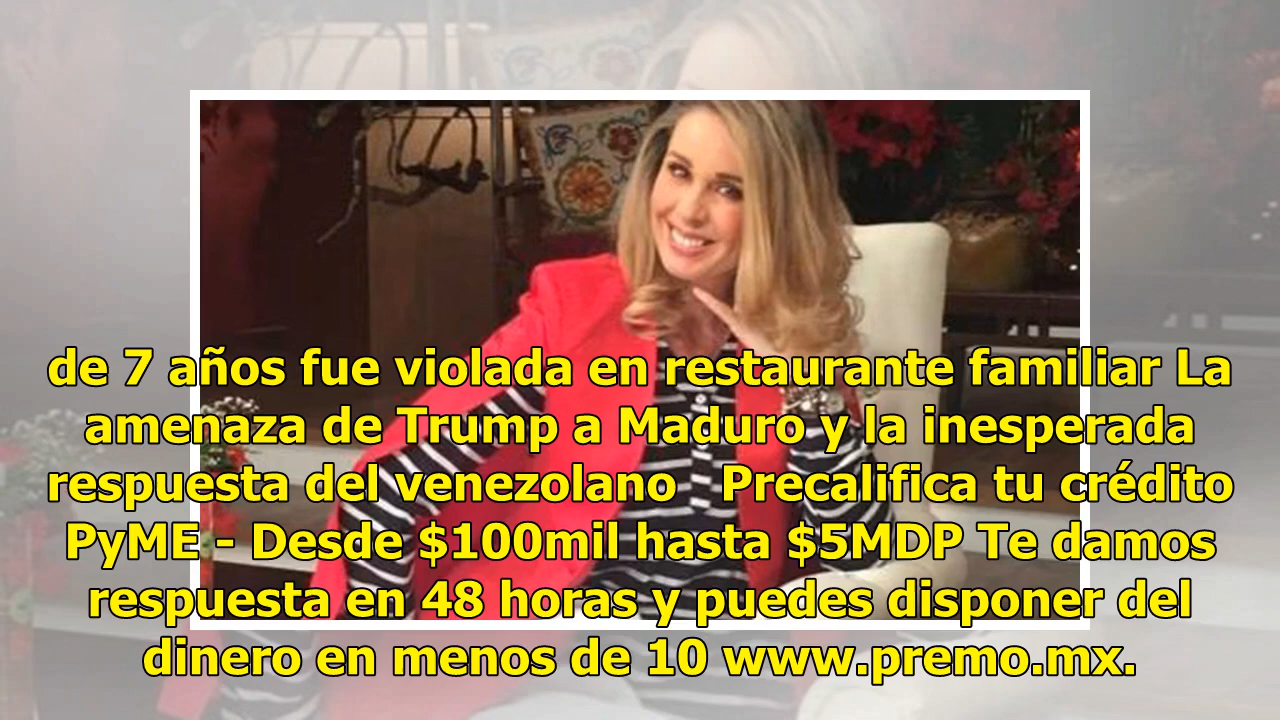 de 7 años fue violada en restaurante familiar La
amenaza de Trump a Maduro y la inesperada
respuesta del venezolano Precalifica tu crédito
PyME - Desde $100mil hasta $5MDP Te damos
respuesta en 48 horas y puedes disponer del
dinero en menos de 10 www.premo.mx.